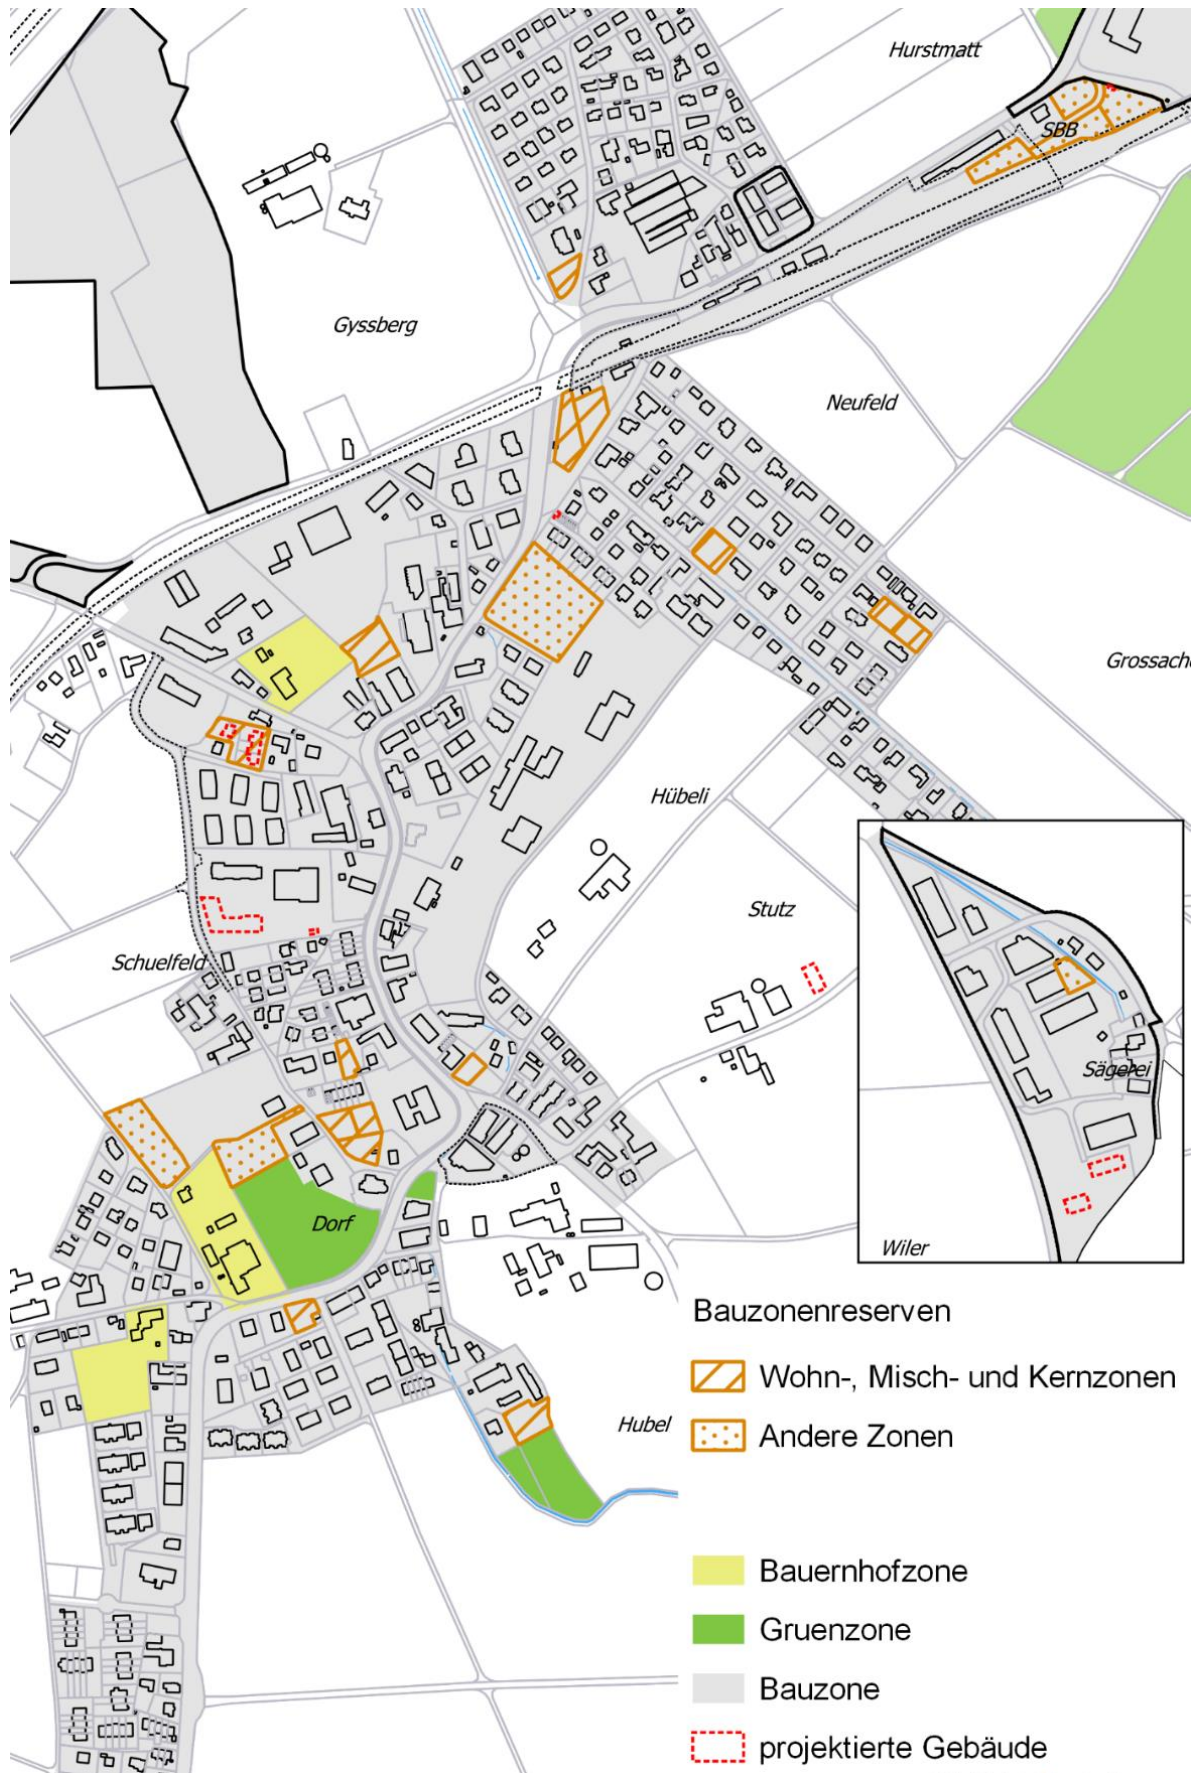 Hurstmatt
SBB
Gyssberg
Neufeld
Grossach
Hübeli
Stutz
Schuelfeld
Sägerei
Dorf
Wiler
Hubel
Bauzonenreserven
Wohn-, Misch- und Kernzonen
Andere Zonen
Bauernhofzone
Gruenzone
Bauzone
projektierte Gebäude